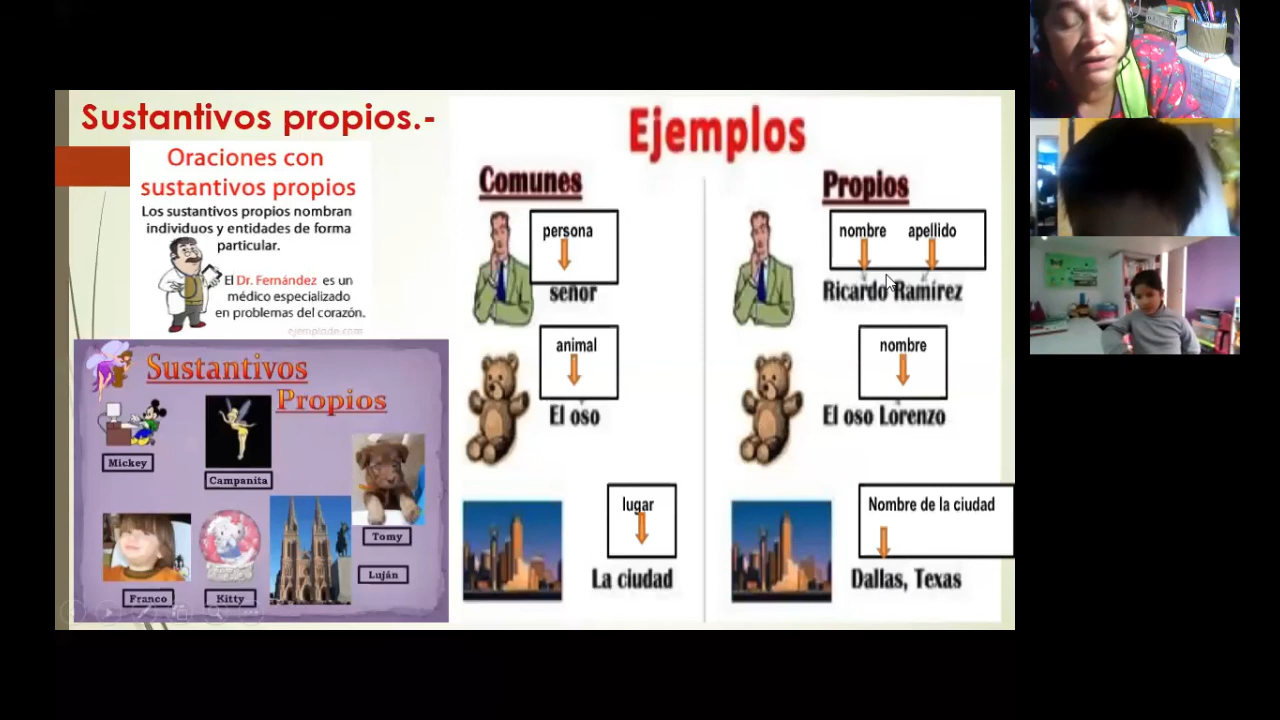 Sustantivos propios.-
Oraciones con
sustantivos propios
Los sustantivos propios nombran
individuos y entidades de forma
particular.
El Dr. Fernández es un
médico especializado
en problemas del corazón.
ejemplode.com
Sustantivos
Propios
Mickey
Campanita
Tomy
Luján
Franco
Kitty
Ejemplos
Comunes
persona
señor
animal
El oso
lugar
La ciudad
Propios
nombre apellido
Ricardo Ramírez
nombre
El oso Lorenzo
Nombre de la ciudad
Dallas, Texas